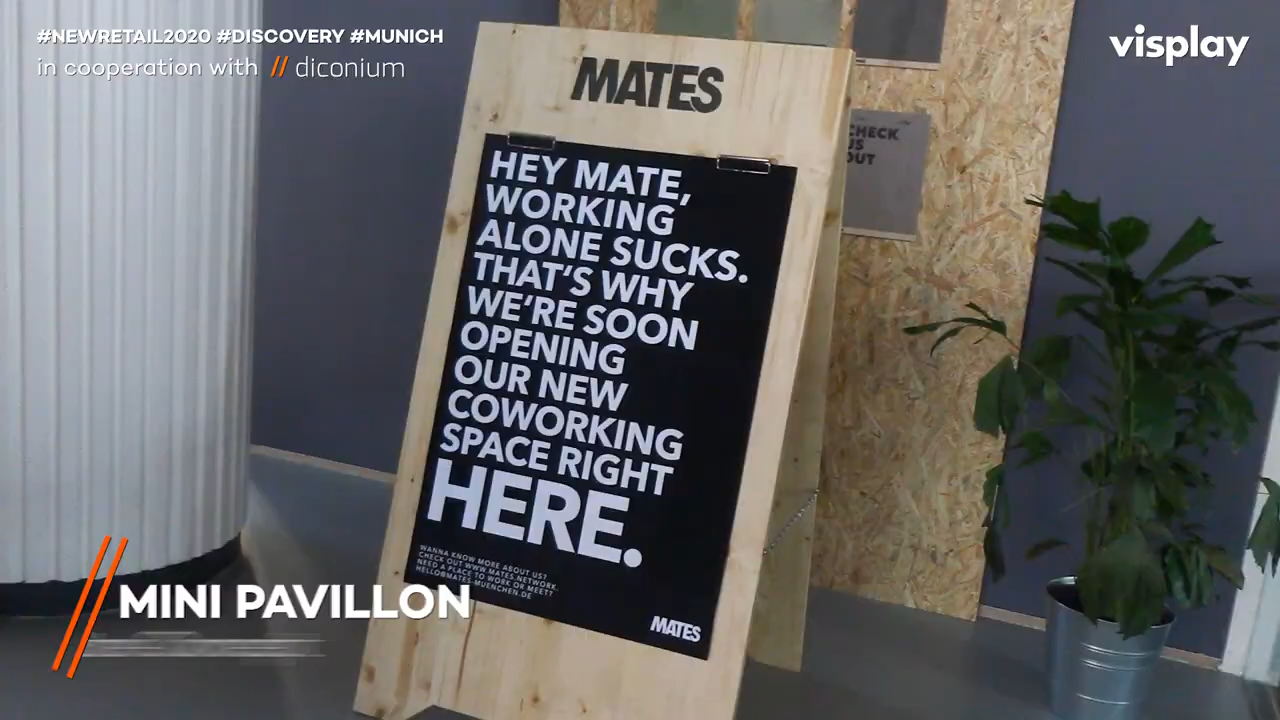 #NEWRETAIL2020 #DISCOVERY #MUNICH
in cooperation with // diconium
visplay
MATES
CHECK
US
OUT
HEY MATE,
WORKING
ALONE SUCKS.
THAT'S WHY
WE'RE SOON
OPENING
OUR NEW
COWORKING
SPACE RIGHT
HERE.
WANNA KNOW MORE ABOUT US?
CHECK OUT WWW.MATES.NETWORK
NEED A PLACE TO WORK OR MEET?
HELLO@MATES-MUENCHEN.DE
MATES
MINI PAVILLON